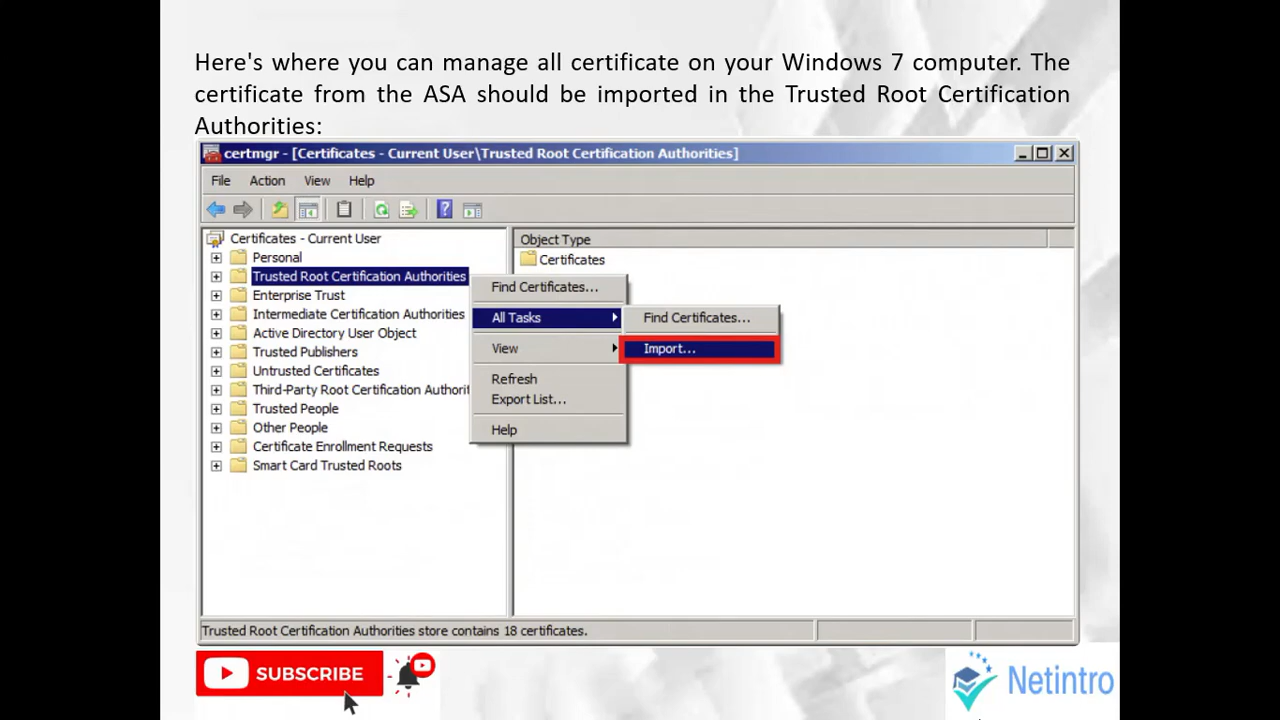 Here's where you can manage all certificate on your Windows 7 computer. The
certificate from the ASA should be imported in the Trusted Root Certification
Authorities:
certmgr - [Certificates - Current User\Trusted Root Certification Authorities]
File Action View Help
Certificates - Current User
Personal
Trusted Root Certification Authorities
Enterprise Trust
Intermediate Certification Authorities
Active Directory User Object
Trusted Publishers
Untrusted Certificates
Third-Party Root Certification Authorit
Trusted People
Other People
Certificate Enrollment Requests
Smart Card Trusted Roots
Object Type
Certificates
Find Certificates...
All Tasks
View
Refresh
Export List...
Help
Find Certificates...
Import...
Trusted Root Certification Authorities store contains 18 certificates.
SUBSCRIBE
Netintro